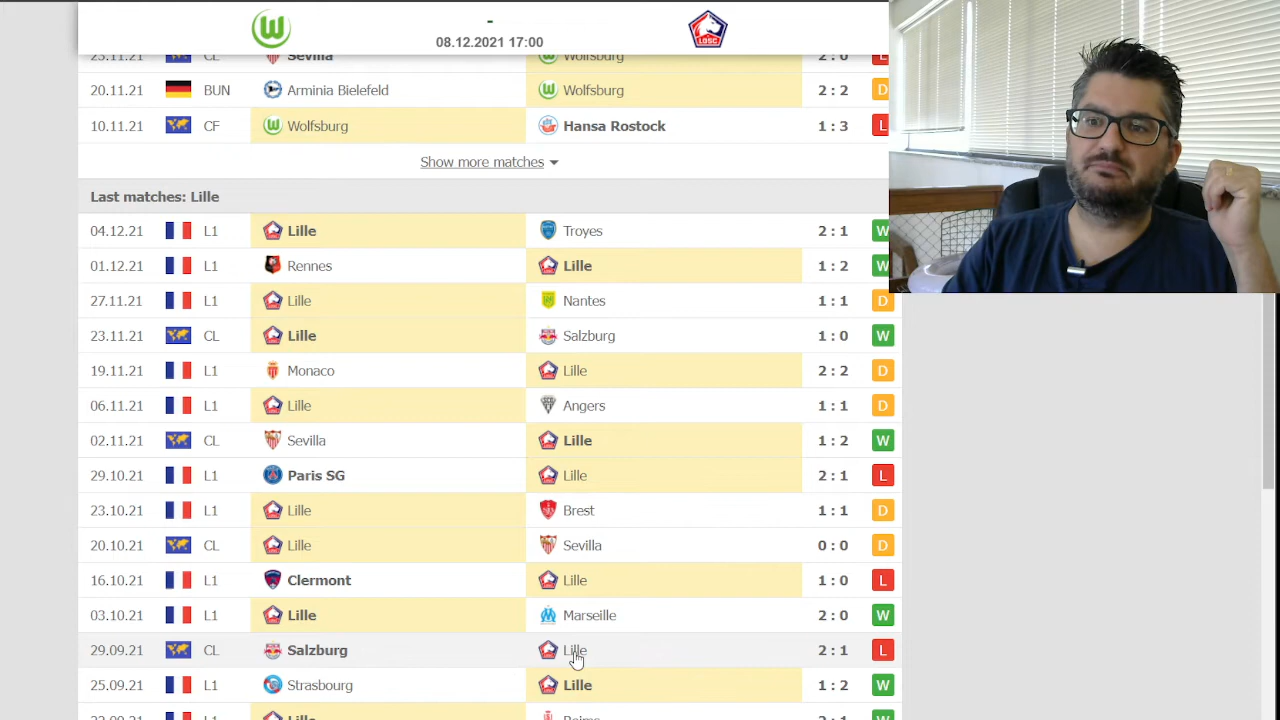 -
08.12.2021 17:00
23.11.21 CL Sevilla Wolfsburg 2 : 0 L
20.11.21 BUN Arminia Bielefeld Wolfsburg 2 : 2 D
10.11.21 CF Wolfsburg Hansa Rostock 1 : 3 L
Show more matches
Last matches: Lille
04.12.21 L1 Lille Troyes 2 : 1 W
01.12.21 L1 Rennes Lille 1 : 2 W
27.11.21 L1 Lille Nantes 1 : 1 D
23.11.21 CL Lille Salzburg 1 : 0 W
19.11.21 L1 Monaco Lille 2 : 2 D
06.11.21 L1 Lille Angers 1 : 1 D
02.11.21 CL Sevilla Lille 1 : 2 W
29.10.21 L1 Paris SG Lille 2 : 1 L
23.10.21 L1 Lille Brest 1 : 1 D
20.10.21 CL Lille Sevilla 0 : 0 D
16.10.21 L1 Clermont Lille 1 : 0 L
03.10.21 L1 Lille Marseille 2 : 0 W
29.09.21 CL Salzburg Lille 2 : 1 L
25.09.21 L1 Strasbourg Lille 1 : 2 W
L1 Lille Reims